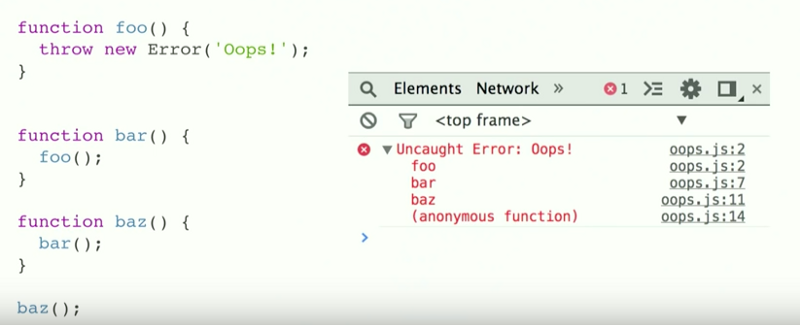 function foo() {
  throw new Error('Oops!');
}
function bar() {
  foo();
}
function baz() {
  bar();
}
baz();
Elements Network » 1
<top frame> ▼
▼Uncaught Error: Oops! oops.js:2
foo oops.js:2
bar oops.js:7
baz oops.js:11
(anonymous function) oops.js:14
>